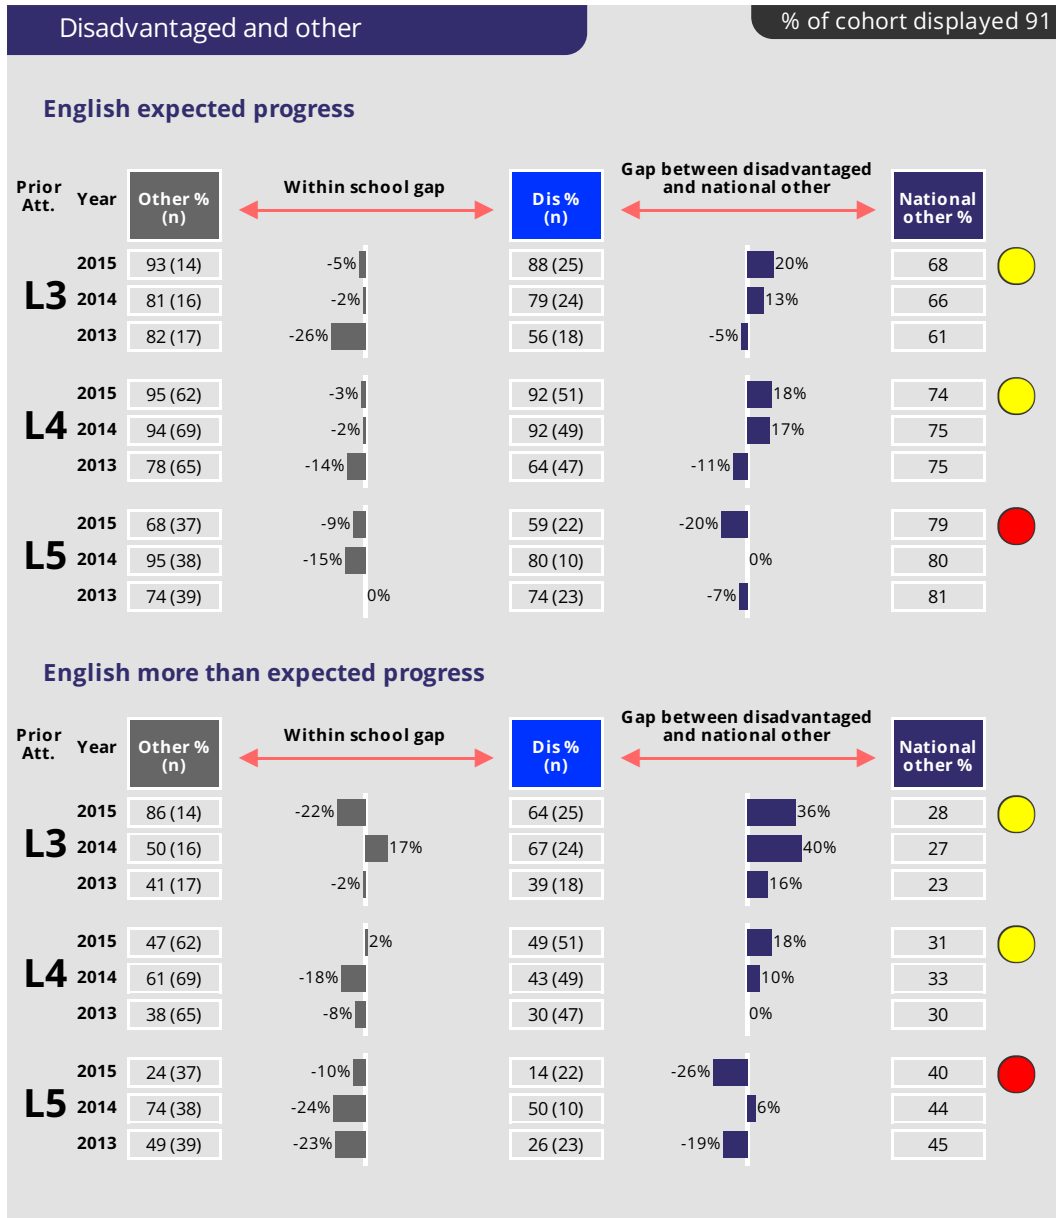 Disadvantaged and other
% of cohort displayed 91
English expected progress
Prior Att.
Year
Other % (n)
Within school gap
Dis % (n)
Gap between disadvantaged and national other
National other %
L3
2015 93 (14) -5% 88 (25) 20% 68
2014 81 (16) -2% 79 (24) 13% 66
2013 82 (17) -26% 56 (18) -5% 61
L4
2015 95 (62) -3% 92 (51) 18% 74
2014 94 (69) -2% 92 (49) 17% 75
2013 78 (65) -14% 64 (47) -11% 75
L5
2015 68 (37) -9% 59 (22) -20% 79
2014 95 (38) -15% 80 (10) 0% 80
2013 74 (39) 0% 74 (23) -7% 81
English more than expected progress
Prior Att.
Year
Other % (n)
Within school gap
Dis % (n)
Gap between disadvantaged and national other
National other %
L3
2015 86 (14) -22% 64 (25) 36% 28
2014 50 (16) 17% 67 (24) 40% 27
2013 41 (17) -2% 39 (18) 16% 23
L4
2015 47 (62) 2% 49 (51) 18% 31
2014 61 (69) -18% 43 (49) 10% 33
2013 38 (65) -8% 30 (47) 0% 30
L5
2015 24 (37) -10% 14 (22) -26% 40
2014 74 (38) -24% 50 (10) 6% 44
2013 49 (39) -23% 26 (23) -19% 45